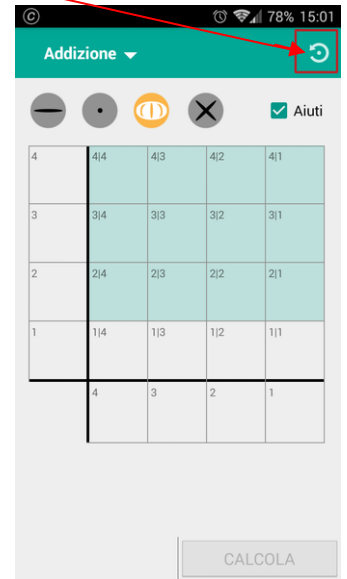 © 78% 15:01
Addizione
Aiuti
4 4|4 4|3 4|2 4|1
3 3|4 3|3 3|2 3|1
2 2|4 2|3 2|2 2|1
1 1|4 1|3 1|2 1|1
4 3 2 1
CALCOLA